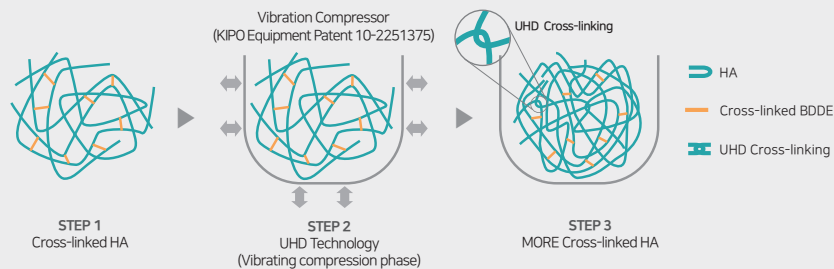 Vibration Compressor
(KIPO Equipment Patent 10-2251375)
UHD Cross-linking
HA
Cross-linked BDDE
UHD Cross-linking
STEP 1
Cross-linked HA
STEP 2
UHD Technology
(Vibrating compression phase)
STEP 3
MORE Cross-linked HA